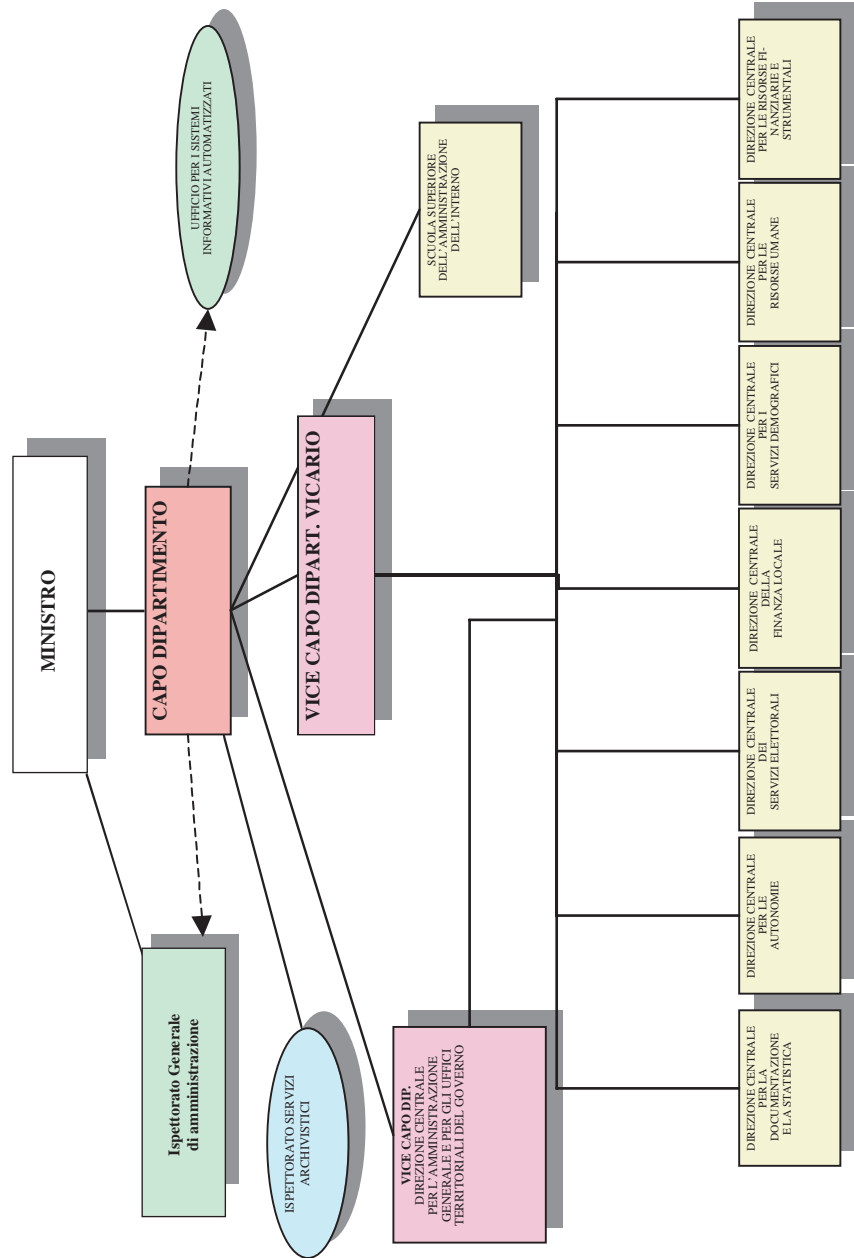 MINISTRO
Ispettorato Generale
di amministrazione
CAPO DIPARTIMENTO
UFFICIO PER I SISTEMI
INFORMATIVI AUTOMATIZZATI
ISPETTORATO SERVIZI
ARCHIVISTICI
VICE CAPO DIPART. VICARIO
VICE CAPO DIP.
DIREZIONE CENTRALE
PER L'AMMINISTRAZIONE
GENERALE E PER GLI UFFICI
TERRITORIALI DEL GOVERNO
SCUOLA SUPERIORE
DELL'AMMINISTRAZIONE
DELL'INTERNO
DIREZIONE CENTRALE
PER LA
DOCUMENTAZIONE
E LA STATISTICA
DIREZIONE CENTRALE
PER LE
AUTONOMIE
DIREZIONE CENTRALE
DEI
SERVIZI ELETTORALI
DIREZIONE CENTRALE
DELLA
FINANZA LOCALE
DIREZIONE CENTRALE
PER I
SERVIZI DEMOGRAFICI
DIREZIONE CENTRALE
PER LE
RISORSE UMANE
DIREZIONE CENTRALE
PER LE RISORSE FI-
NANZIARIE E
STRUMENTALI